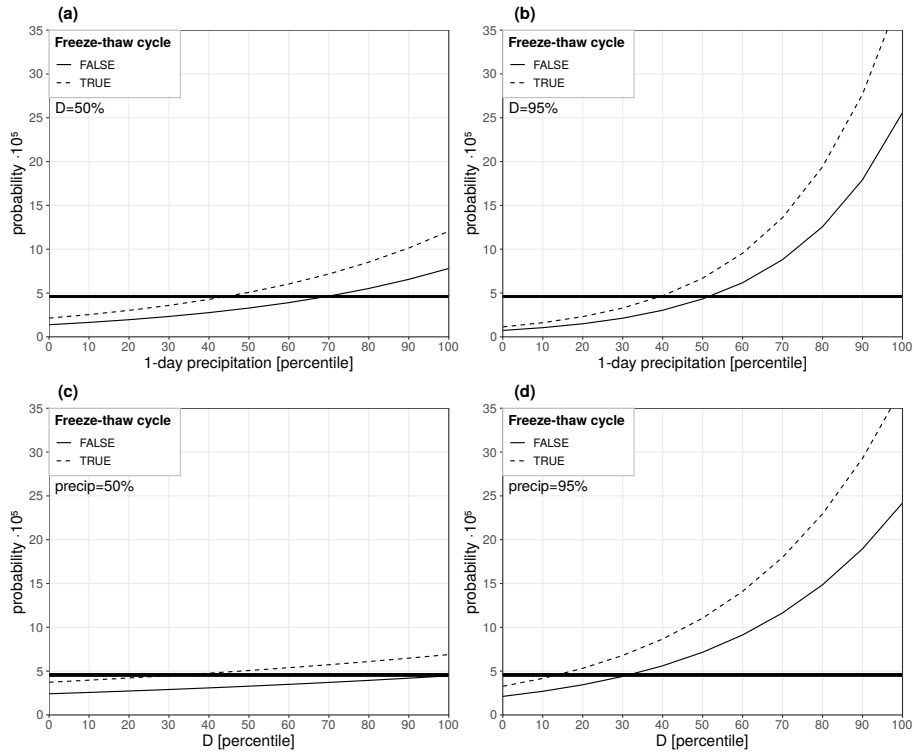 (a)
Freeze-thaw cycle
FALSE
TRUE
D=50%
35
30
25
20
15
10
5
0
probability ·10⁵
0 10 20 30 40 50 60 70 80 90 100
1-day precipitation [percentile]
(b)
Freeze-thaw cycle
FALSE
TRUE
D=95%
35
30
25
20
15
10
5
0
probability ·10⁵
0 10 20 30 40 50 60 70 80 90 100
1-day precipitation [percentile]
(c)
Freeze-thaw cycle
FALSE
TRUE
precip=50%
35
30
25
20
15
10
5
0
probability ·10⁵
0 10 20 30 40 50 60 70 80 90 100
D [percentile]
(d)
Freeze-thaw cycle
FALSE
TRUE
precip=95%
35
30
25
20
15
10
5
0
probability ·10⁵
0 10 20 30 40 50 60 70 80 90 100
D [percentile]